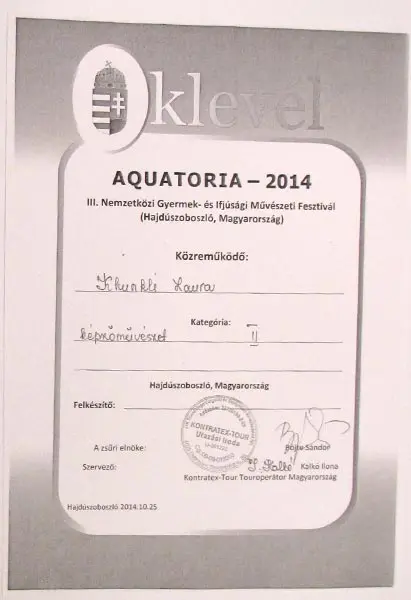 Oklevél
AQUATORIA – 2014
III. Nemzetközi Gyermek- és Ifjúsági Művészeti Fesztivál
(Hajdúszoboszló, Magyarország)
Közreműködő:
Khunkli Laura
Kategória: II
képzőművészet
Hajdúszoboszló, Magyarország
Felkészítő:
KONTRATEX-TOUR
Utazási Iroda
A zsűri elnöke: Bojte Sándor
Szervező: Kalkó Ilona
Kontratex-Tour Touroperátor Magyarország
Hajdúszoboszló 2014.10.25.